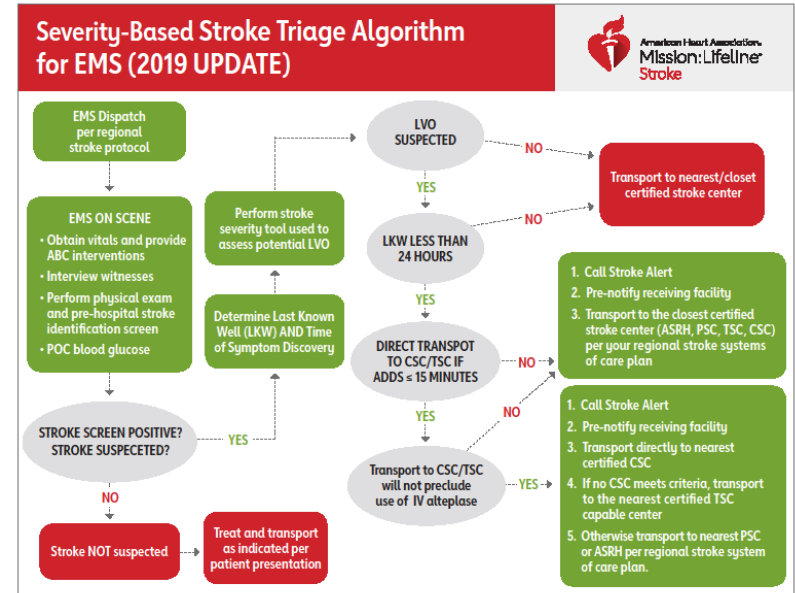 Severity-Based Stroke Triage Algorithm
for EMS (2019 UPDATE)
American Heart Association.
Mission:Lifeline
Stroke
EMS Dispatch
per regional
stroke protocol
EMS ON SCENE
• Obtain vitals and provide
ABC interventions
• Interview witnesses
• Perform physical exam
and pre-hospital stroke
identification screen
• POC blood glucose
STROKE SCREEN POSITIVE?
STROKE SUSPECETED?
YES
NO
Stroke NOT suspected
Treat and transport
as indicated per
patient presentation
Determine Last Known
Well (LKW) AND Time
of Symptom Discovery
Perform stroke
severity tool used to
assess potential LVO
LVO
SUSPECTED
NO
YES
Transport to nearest/closet
certified stroke center
LKW LESS THAN
24 HOURS
NO
YES
DIRECT TRANSPOT
TO CSC/TSC IF
ADDS ≤ 15 MINUTES
NO
YES
1. Call Stroke Alert
2. Pre-notify receiving facility
3. Transport to the closest certified
stroke center (ASRH, PSC, TSC, CSC)
per your regional stroke systems
of care plan
Transport to CSC/TSC
will not preclude
use of IV alteplase
NO
YES
1. Call Stroke Alert
2. Pre-notify receiving facility
3. Transport directly to nearest
certified CSC
4. If no CSC meets criteria, transport
to the nearest certified TSC
capable center
5. Otherwise transport to nearest PSC
or ASRH per regional stroke system
of care plan.